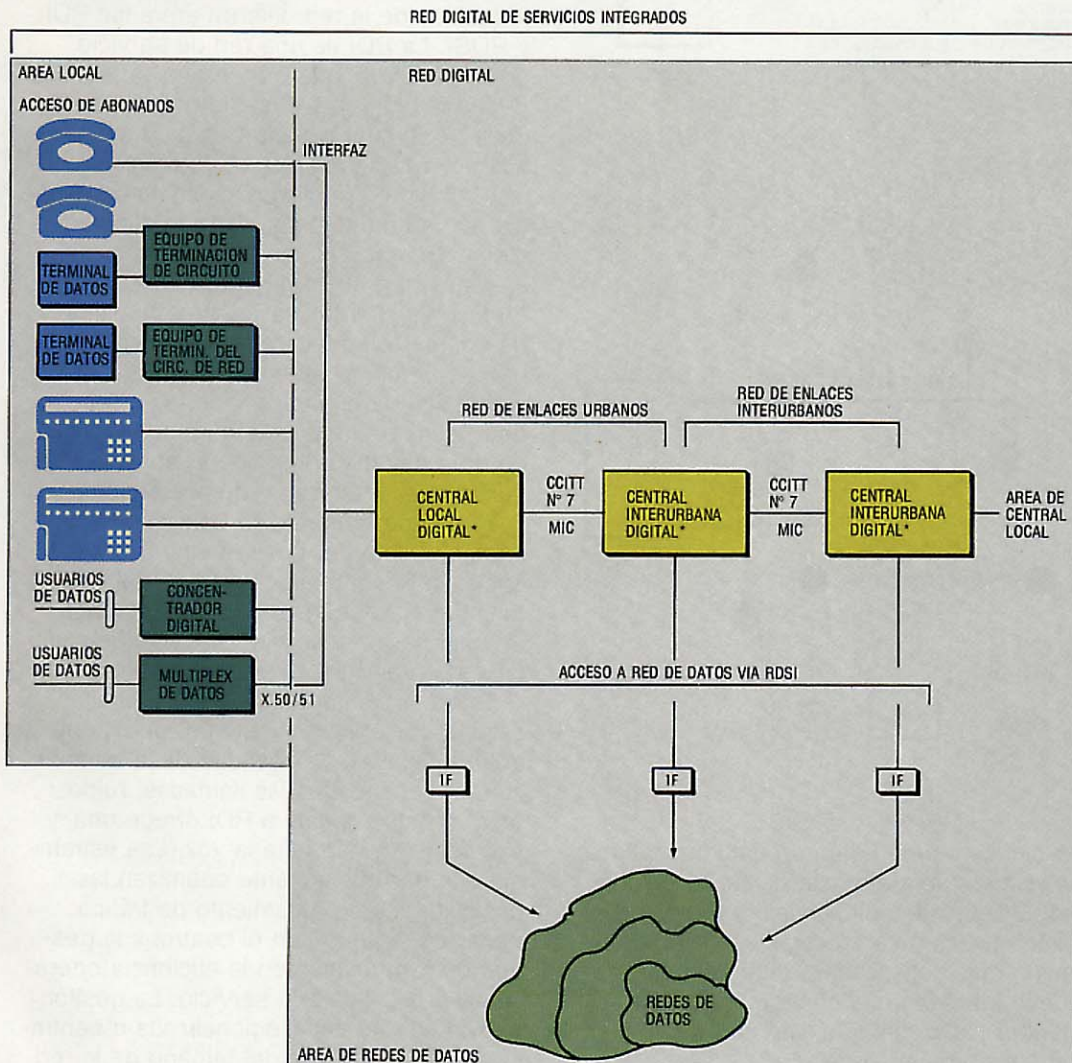 RED DIGITAL DE SERVICIOS INTEGRADOS
AREA LOCAL
RED DIGITAL
ACCESO DE ABONADOS
INTERFAZ
EQUIPO DE
TERMINACION
DE CIRCUITO
TERMINAL
DE DATOS
TERMINAL
DE DATOS
EQUIPO DE
TERMIN. DEL
CIRC. DE RED
RED DE ENLACES URBANOS
RED DE ENLACES
INTERURBANOS
CENTRAL
LOCAL
DIGITAL*
CCITT
N° 7
MIC
CENTRAL
INTERURBANA
DIGITAL*
CCITT
N° 7
MIC
CENTRAL
INTERURBANA
DIGITAL*
AREA DE
CENTRAL
LOCAL
USUARIOS
DE DATOS
CONCEN-
TRADOR
DIGITAL
USUARIOS
DE DATOS
MULTIPLEX
DE DATOS
X.50/51
ACCESO A RED DE DATOS VIA RDSI
IF
IF
IF
REDES DE
DATOS
AREA DE REDES DE DATOS